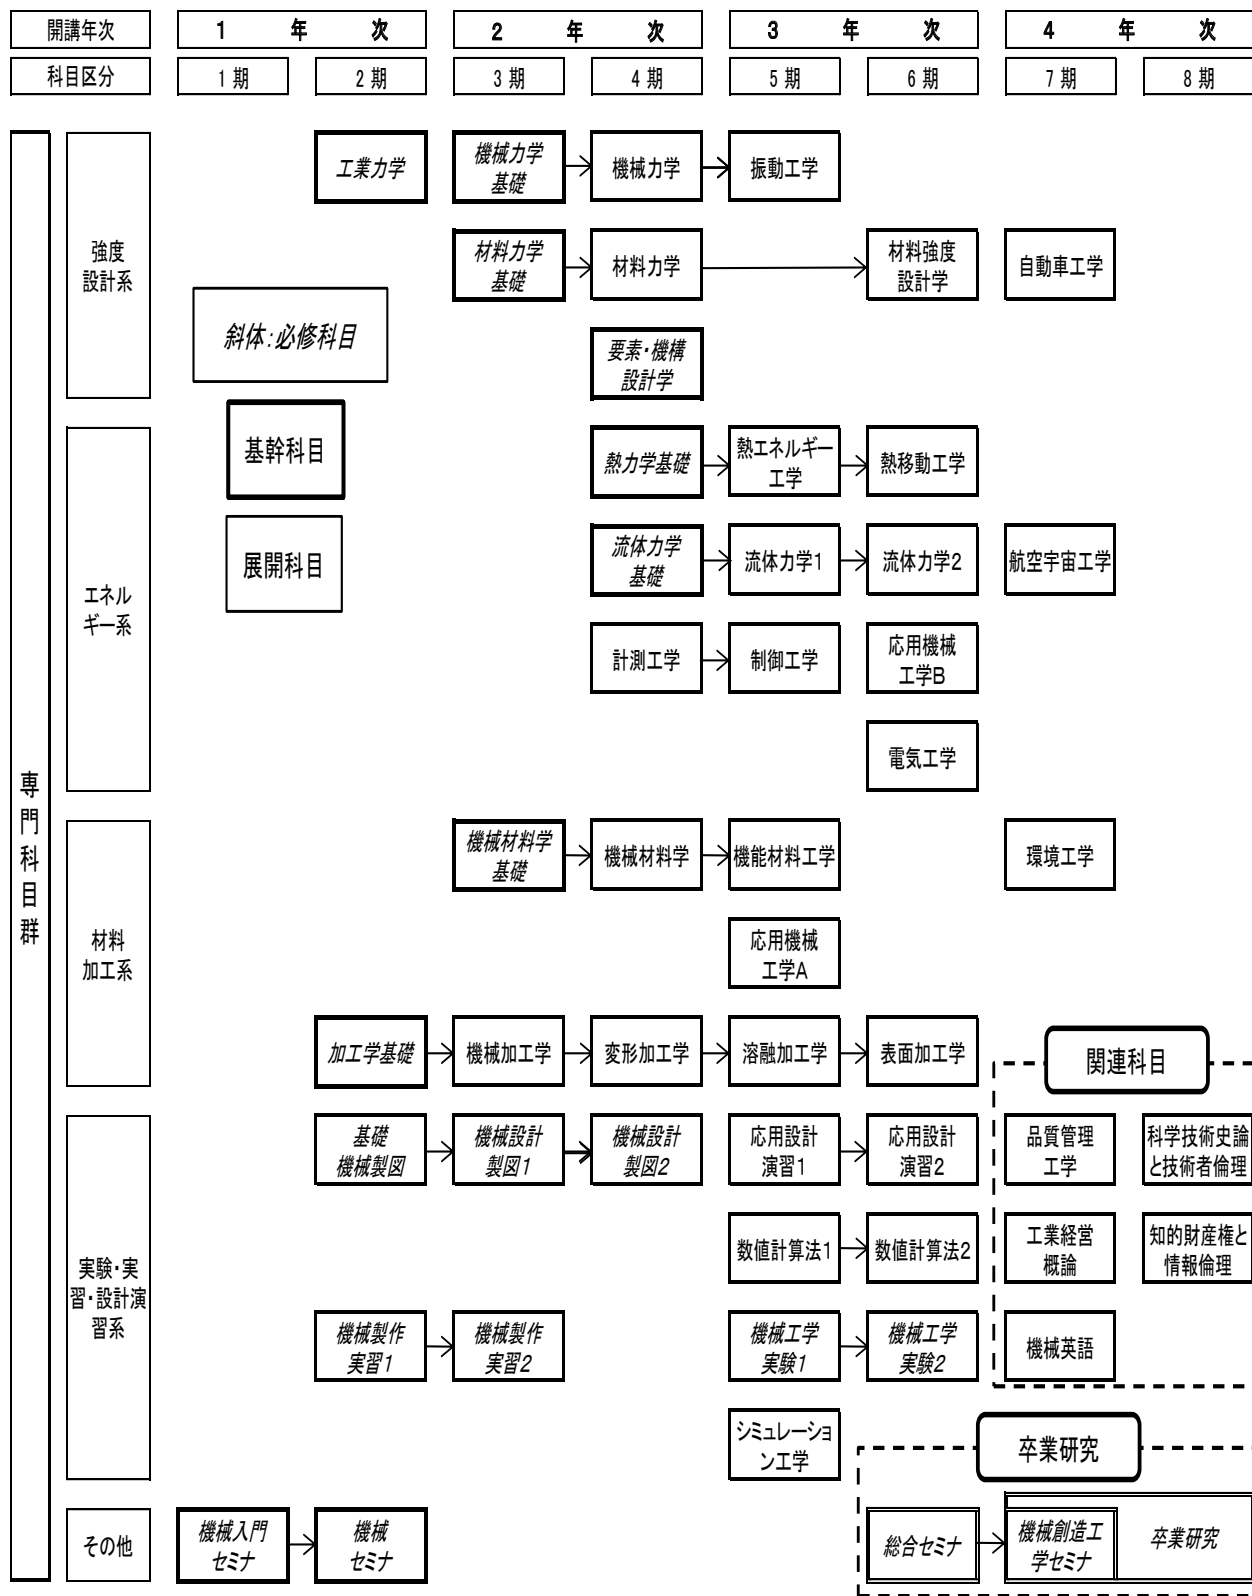 開講年次
1 年 次
2 年 次
3 年 次
4 年 次
科目区分
1 期
2 期
3 期
4 期
5 期
6 期
7 期
8 期
専門科目群
強度
設計系
工業力学
機械力学
基礎
機械力学
振動工学
材料力学
基礎
材料力学
材料強度
設計学
自動車工学
斜体:必修科目
要素・機構
設計学
基幹科目
展開科目
エネル
ギー系
熱力学基礎
熱エネルギー
工学
熱移動工学
流体力学
基礎
流体力学1
流体力学2
航空宇宙工学
計測工学
制御工学
応用機械
工学B
電気工学
材料
加工系
機械材料学
基礎
機械材料学
機能材料工学
環境工学
応用機械
工学A
加工学基礎
機械加工学
変形加工学
溶融加工学
表面加工学
関連科目
実験・実
習・設計演
習系
基礎
機械製図
機械設計
製図1
機械設計
製図2
応用設計
演習1
応用設計
演習2
品質管理
工学
科学技術史論
と技術者倫理
数値計算法1
数値計算法2
工業経営
概論
知的財産権と
情報倫理
機械製作
実習1
機械製作
実習2
機械工学
実験1
機械工学
実験2
機械英語
シミュレーショ
ン工学
卒業研究
その他
機械入門
セミナ
機械
セミナ
総合セミナ
機械創造工
学セミナ
卒業研究